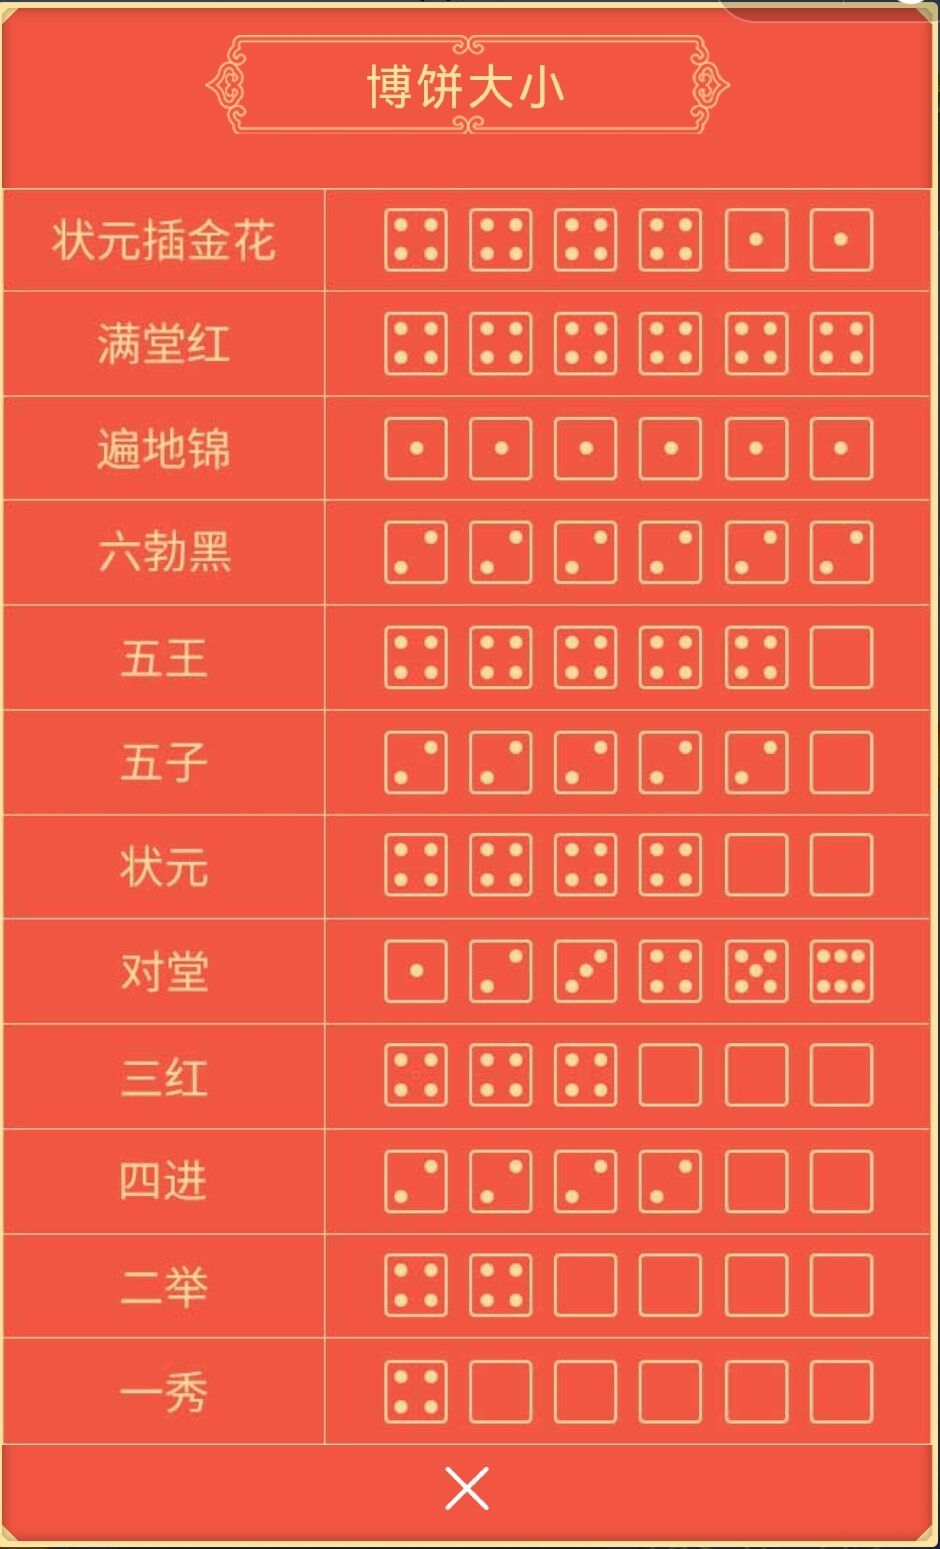 博饼大小
状元插金花
满堂红
遍地锦
六勃黑
五王
五子
状元
对堂
三红
四进
二举
一秀